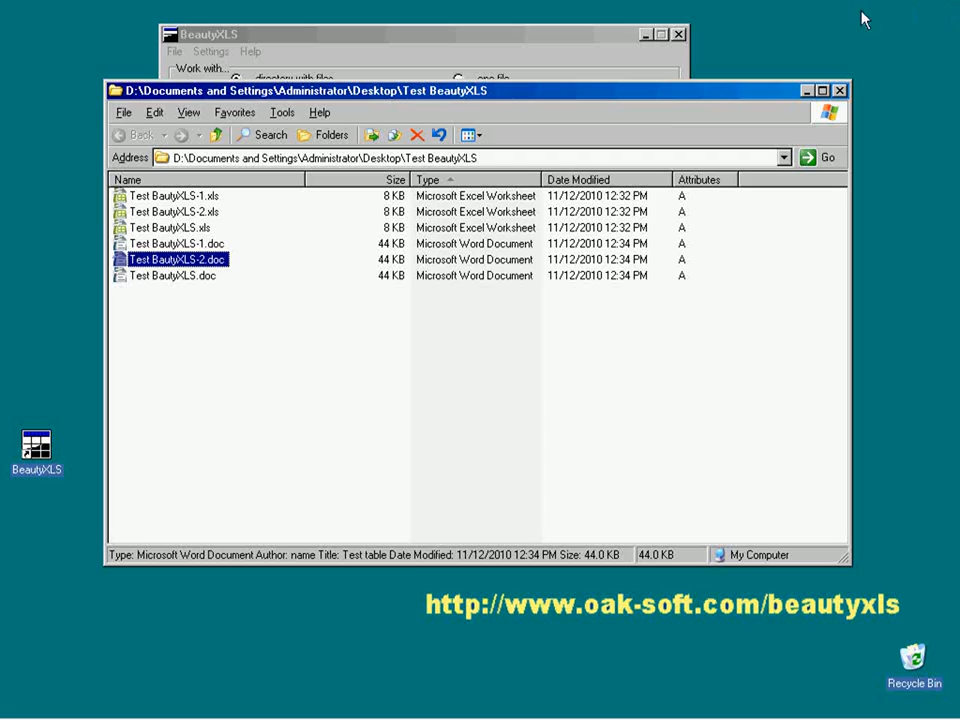 BeautyXLS
File Settings Help
Work with...
directory with files one file
D:\Documents and Settings\Administrator\Desktop\Test BeautyXLS
File Edit View Favorites Tools Help
Back Search Folders
Address D:\Documents and Settings\Administrator\Desktop\Test BeautyXLS Go
Name Size Type Date Modified Attributes
Test BautyXLS-1.xls 8 KB Microsoft Excel Worksheet 11/12/2010 12:32 PM A
Test BautyXLS-2.xls 8 KB Microsoft Excel Worksheet 11/12/2010 12:32 PM A
Test BautyXLS.xls 8 KB Microsoft Excel Worksheet 11/12/2010 12:33 PM A
Test BautyXLS-1.doc 44 KB Microsoft Word Document 11/12/2010 12:34 PM A
Test BautyXLS-2.doc 44 KB Microsoft Word Document 11/12/2010 12:34 PM A
Test BautyXLS.doc 44 KB Microsoft Word Document 11/12/2010 12:34 PM A
BeautyXLS
Type: Microsoft Word Document Author: name Title: Test table Date Modified: 11/12/2010 12:34 PM Size: 44.0 KB 44.0 KB My Computer
http://www.oak-soft.com/beautyxls
Recycle Bin